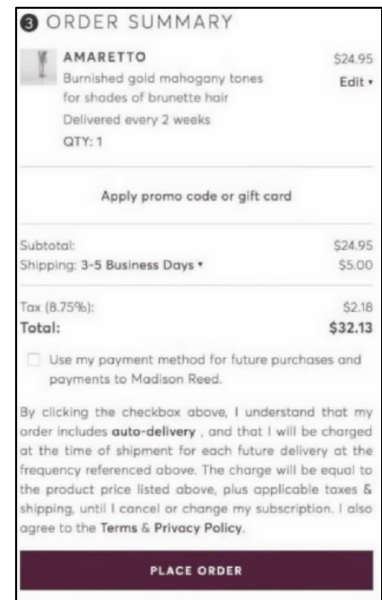 3 ORDER SUMMARY
AMARETTO $24.95
Burnished gold mahogany tones Edit ▾
for shades of brunette hair
Delivered every 2 weeks
QTY: 1
Apply promo code or gift card
Subtotal: $24.95
Shipping: 3-5 Business Days ▾ $5.00
Tax (8.75%): $2.18
Total: $32.13
Use my payment method for future purchases and
payments to Madison Reed.
By clicking the checkbox above, I understand that my
order includes auto-delivery , and that I will be charged
at the time of shipment for each future delivery at the
frequency referenced above. The charge will be equal to
the product price listed above, plus applicable taxes &
shipping, until I cancel or change my subscription. I also
agree to the Terms & Privacy Policy.
PLACE ORDER